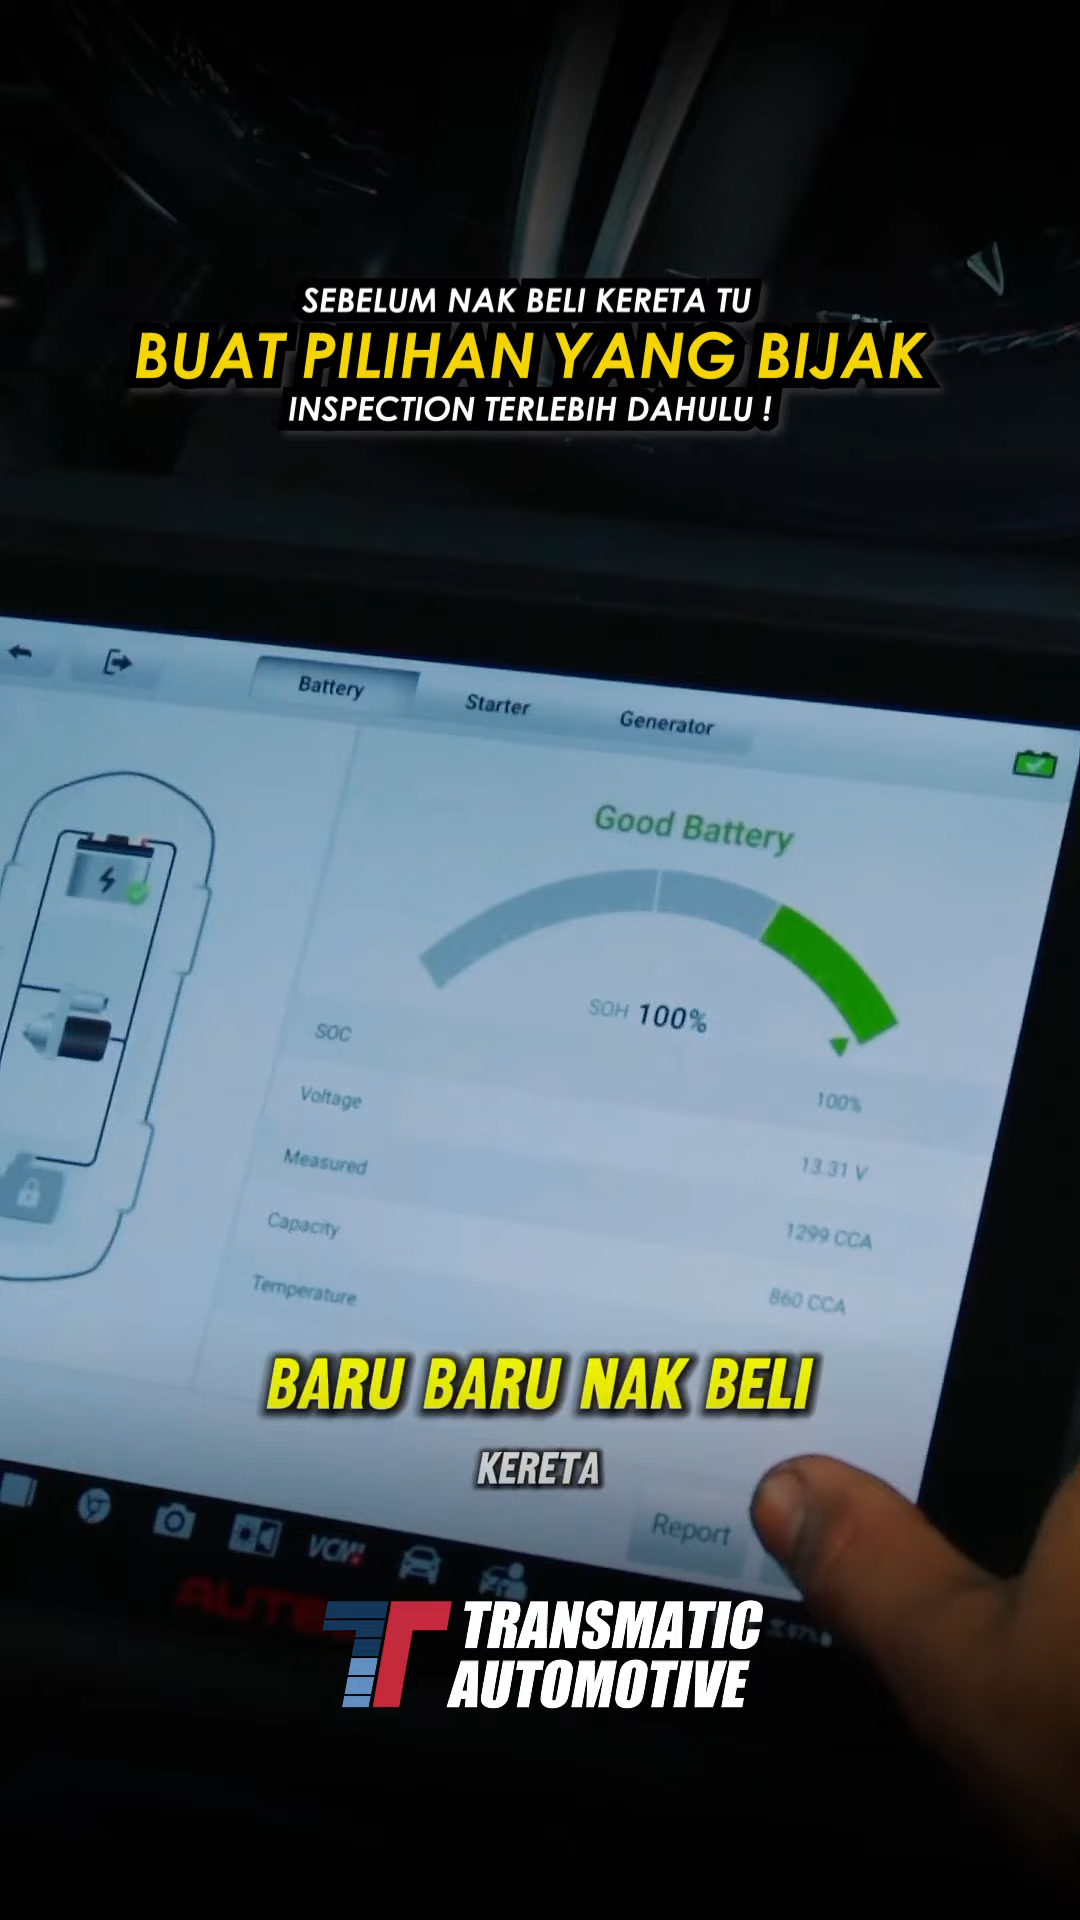 SEBELUM NAK BELI KERETA TU
BUAT PILIHAN YANG BIJAK
INSPECTION TERLEBIH DAHULU !
Battery
Starter
Generator
Good Battery
SOH 100%
SOC
100%
Voltage
13.31 V
Measured
1299 CCA
Capacity
860 CCA
Temperature
BARU BARU NAK BELI
KERETA
Report
VCMI
AUTE
TRANSMATIC
AUTOMOTIVE